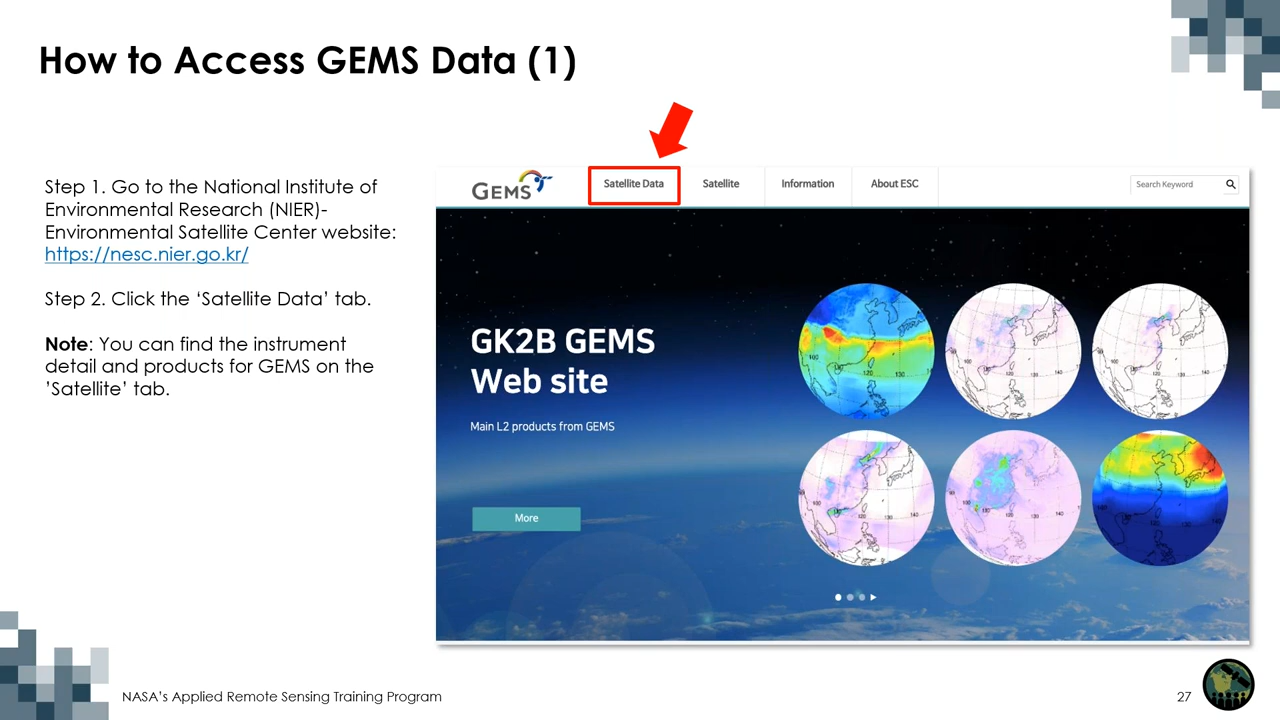 How to Access GEMS Data (1)
Step 1. Go to the National Institute of
Environmental Research (NIER)-
Environmental Satellite Center website:
https://nesc.nier.go.kr/
Step 2. Click the ‘Satellite Data’ tab.
Note: You can find the instrument
detail and products for GEMS on the
’Satellite’ tab.
GEMS
Satellite Data
Satellite
Information
About ESC
Search Keyword
GK2B GEMS
Web site
Main L2 products from GEMS
More
NASA’s Applied Remote Sensing Training Program
27